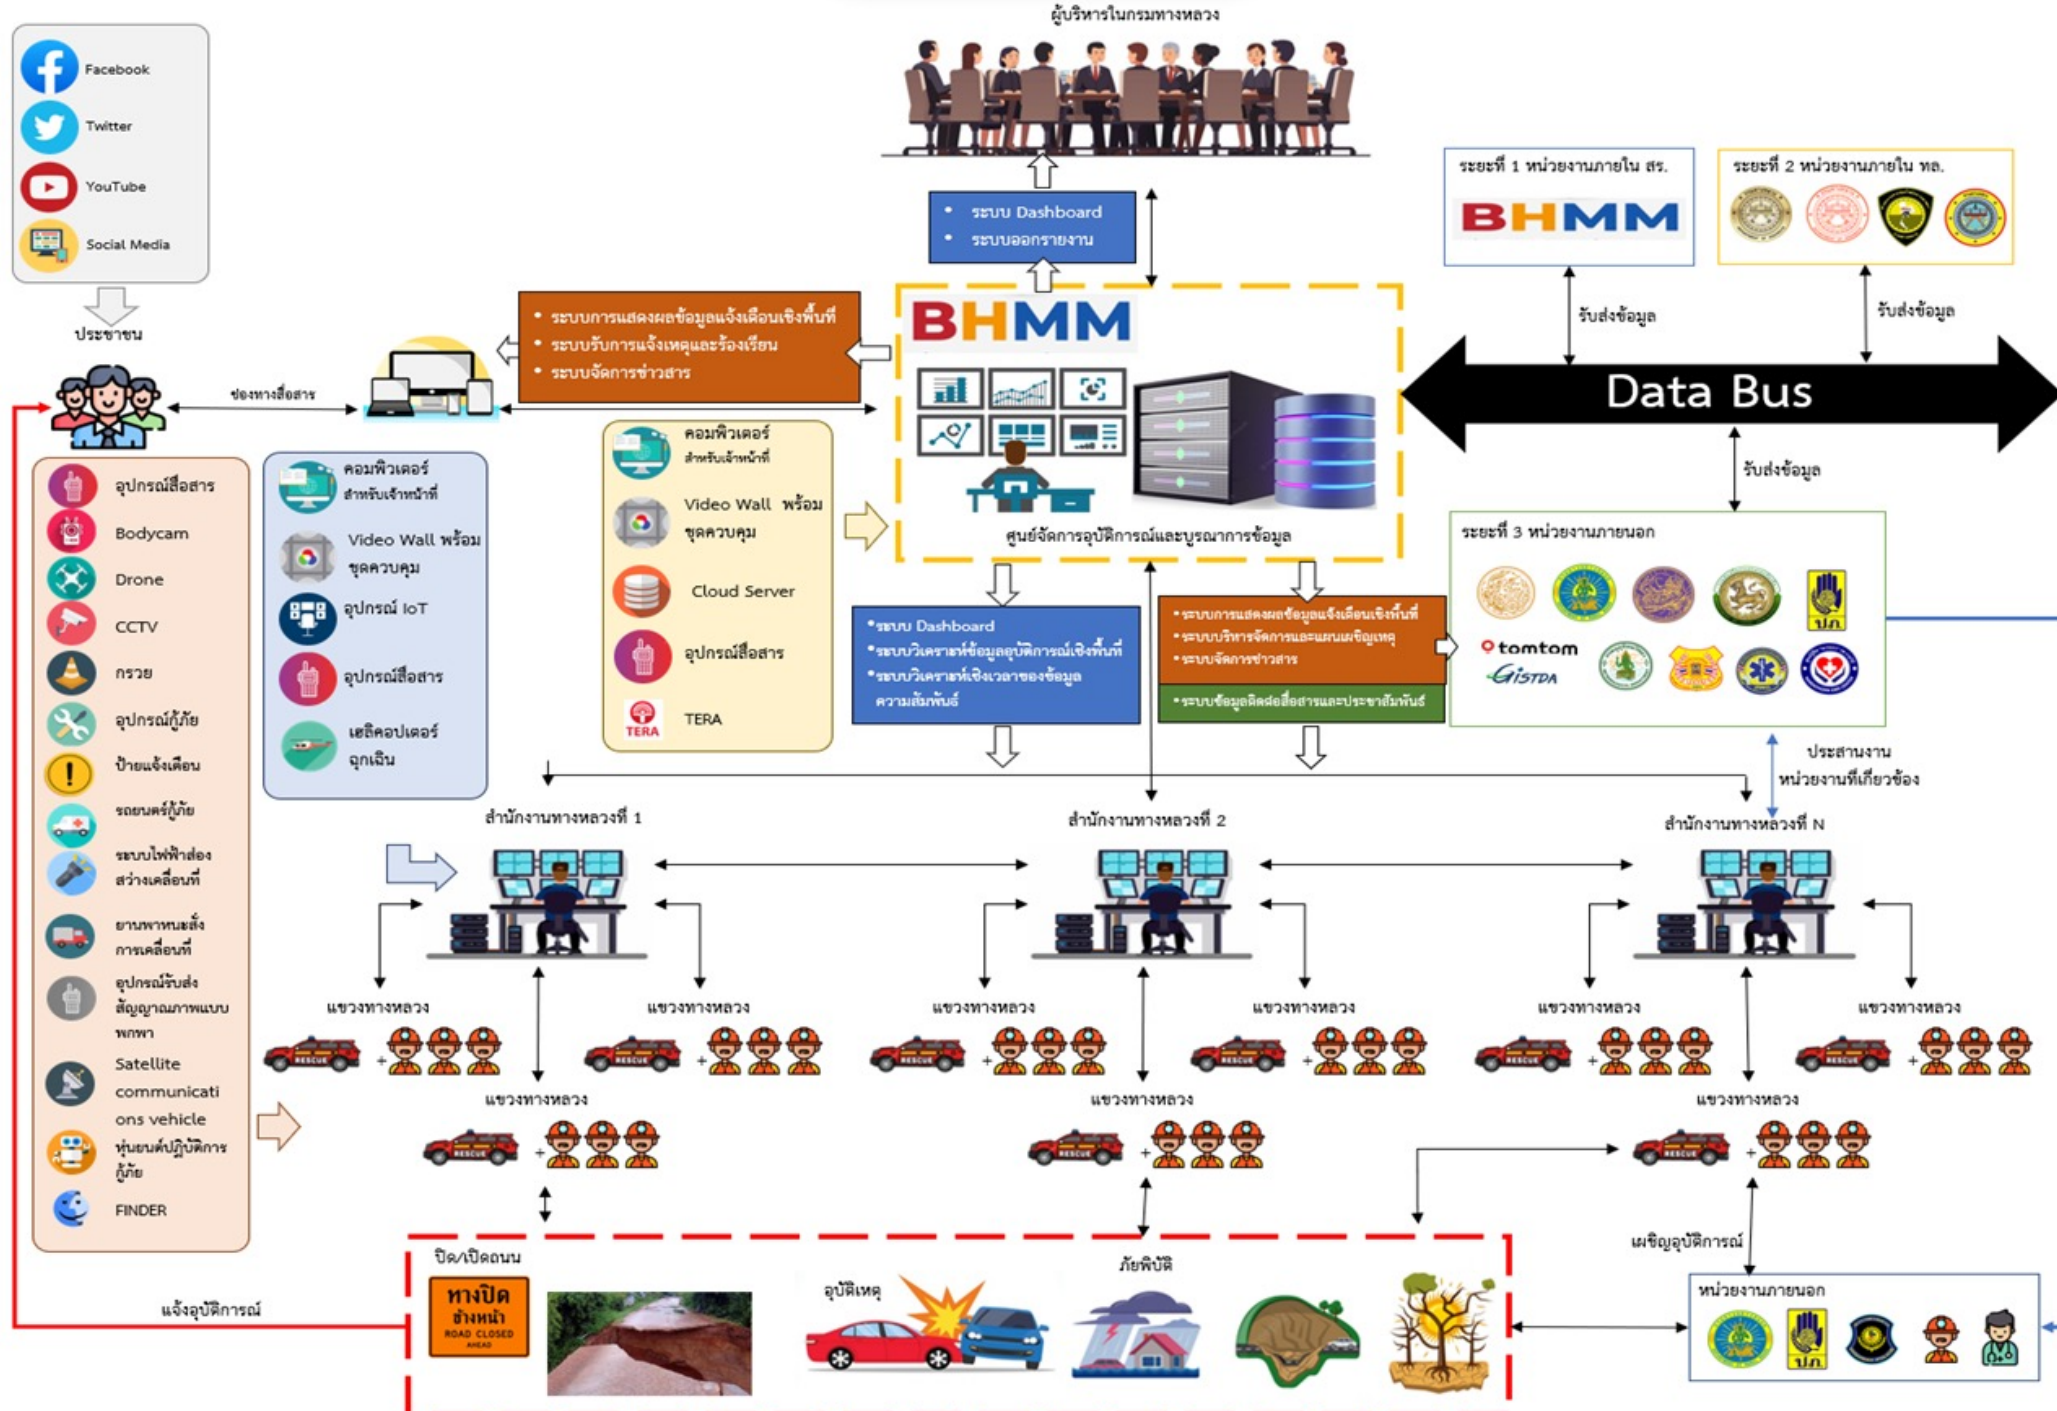 ผู้บริหารในกรมทางหลวง
Facebook
Twitter
YouTube
Social Media
ประชาชน
ช่องทางสื่อสาร
• ระบบ Dashboard
• ระบบออกรายงาน
• ระบบการแสดงผลข้อมูลแจ้งเตือนเชิงพื้นที่
• ระบบรับการแจ้งเหตุและร้องเรียน
• ระบบจัดการข่าวสาร
BHMM
ศูนย์จัดการอุบัติการณ์และบูรณาการข้อมูล
ระยะที่ 1 หน่วยงานภายใน สร.
BHMM
ระยะที่ 2 หน่วยงานภายใน ทล.
รับส่งข้อมูล
รับส่งข้อมูล
Data Bus
รับส่งข้อมูล
ระยะที่ 3 หน่วยงานภายนอก
ปภ.
tomtom
GISTDA
อุปกรณ์สื่อสาร
Bodycam
Drone
CCTV
กรวย
อุปกรณ์กู้ภัย
ป้ายแจ้งเตือน
รถยนตร์กู้ภัย
ระบบไฟฟ้าส่อง
สว่างเคลื่อนที่
ยานพาหนะสั่ง
การเคลื่อนที่
อุปกรณ์รับส่ง
สัญญาณภาพแบบ
พกพา
Satellite
communicati
ons vehicle
หุ่นยนต์ปฏิบัติการ
กู้ภัย
FINDER
คอมพิวเตอร์
สำหรับเจ้าหน้าที่
Video Wall พร้อม
ชุดควบคุม
อุปกรณ์ IoT
อุปกรณ์สื่อสาร
เฮลิคอปเตอร์
ฉุกเฉิน
คอมพิวเตอร์
สำหรับเจ้าหน้าที่
Video Wall พร้อม
ชุดควบคุม
Cloud Server
อุปกรณ์สื่อสาร
TERA
TERA
•ระบบ Dashboard
•ระบบวิเคราะห์ข้อมูลอุบัติการณ์เชิงพื้นที่
•ระบบวิเคราะห์เชิงเวลาของข้อมูล
ความสัมพันธ์
•ระบบการแสดงผลข้อมูลแจ้งเตือนเชิงพื้นที่
•ระบบบริหารจัดการและแผนเผชิญเหตุ
•ระบบจัดการข่าวสาร
•ระบบข้อมูลติดต่อสื่อสารและประชาสัมพันธ์
ประสานงาน
หน่วยงานที่เกี่ยวข้อง
สำนักงานทางหลวงที่ 1
สำนักงานทางหลวงที่ 2
สำนักงานทางหลวงที่ N
แขวงทางหลวง
แขวงทางหลวง
แขวงทางหลวง
แขวงทางหลวง
แขวงทางหลวง
แขวงทางหลวง
RESCUE +
RESCUE +
RESCUE +
RESCUE +
RESCUE +
RESCUE +
แขวงทางหลวง
แขวงทางหลวง
แขวงทางหลวง
RESCUE +
RESCUE +
RESCUE +
เผชิญอุบัติการณ์
แจ้งอุบัติการณ์
ปิด/เปิดถนน
ทางปิด
ข้างหน้า
ROAD CLOSED
AHEAD
อุบัติเหตุ
ภัยพิบัติ
หน่วยงานภายนอก
ปภ.